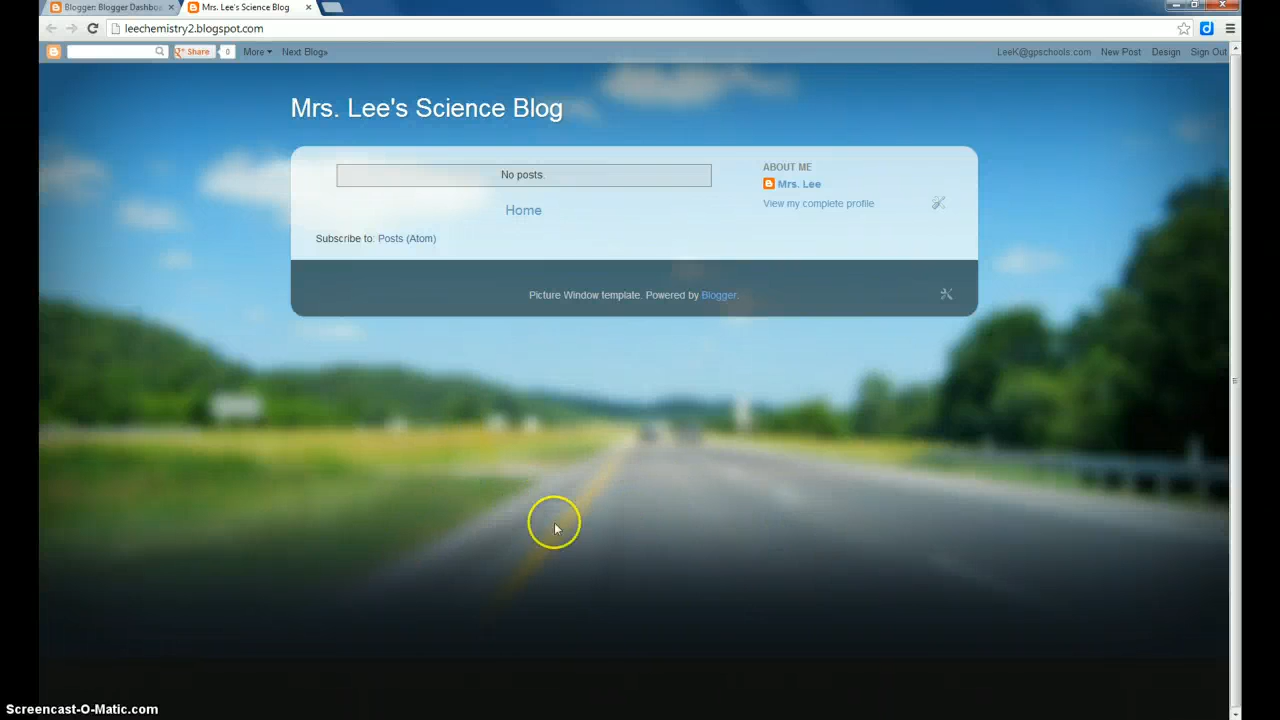 Blogger: Blogger Dashboa
Mrs. Lee's Science Blog
leechemistry2.blogspot.com
Share
0
More
Next Blog»
LeeK@gpschools.com
New Post
Design
Sign Out
Mrs. Lee's Science Blog
No posts.
Home
Subscribe to: Posts (Atom)
ABOUT ME
Mrs. Lee
View my complete profile
Picture Window template. Powered by Blogger.
Screencast-O-Matic.com